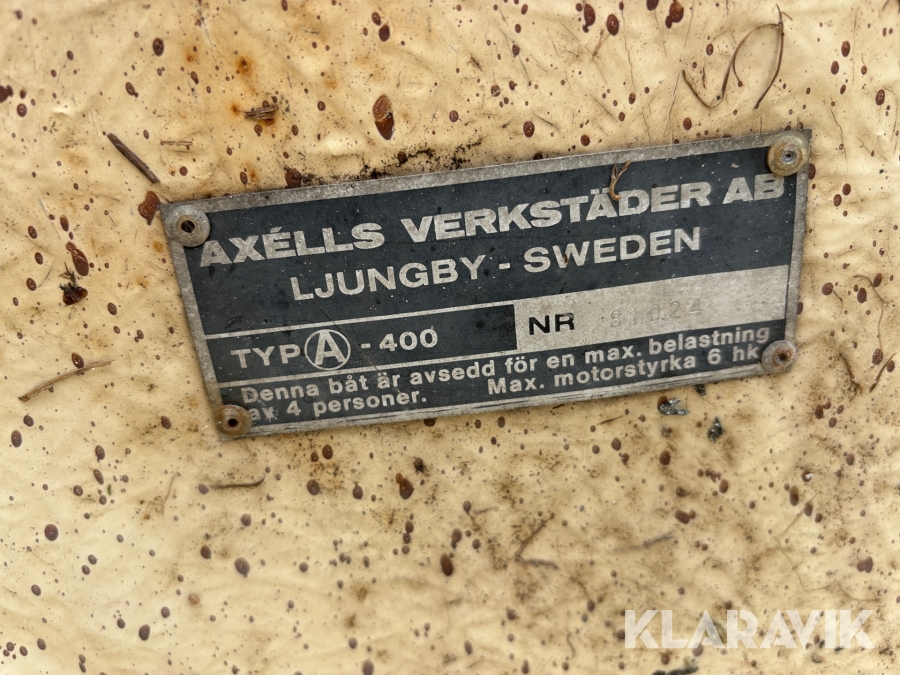 AXÉLLS VERKSTÄDER AB
LJUNGBY - SWEDEN
TYP A - 400 NR 81024
Denna båt är avsedd för en max. belastning
av 4 personer. Max. motorstyrka 6 hk
KLARAVIK